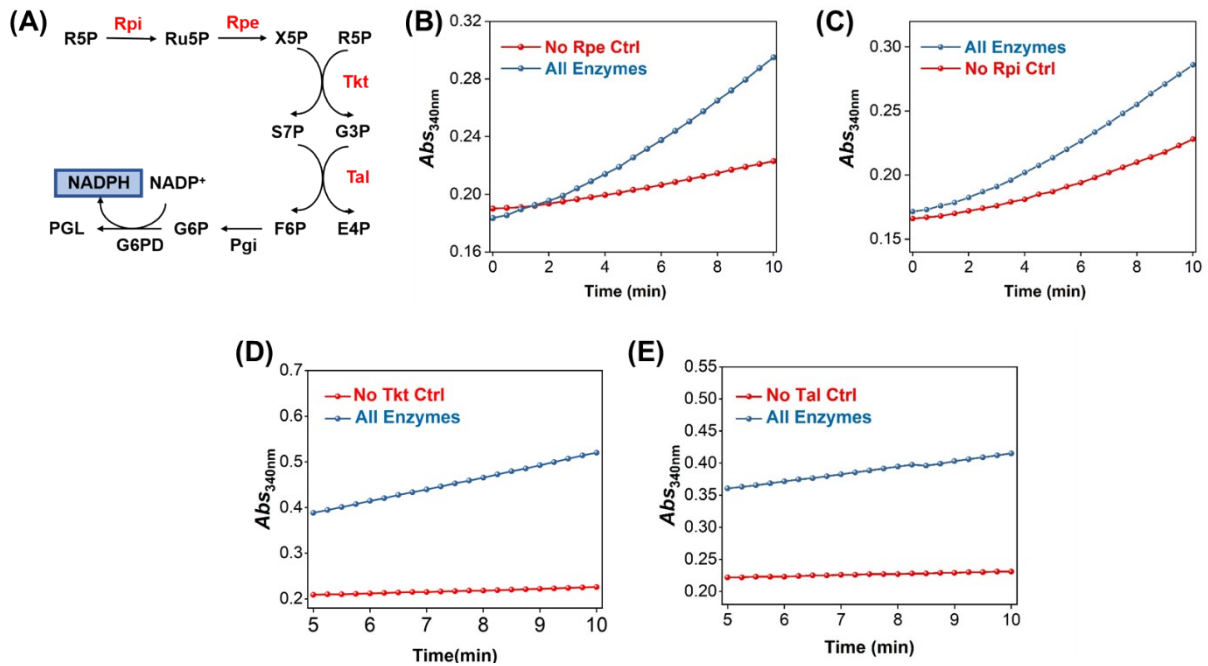 (A)
Rpi
Rpe
R5P
Ru5P
X5P
R5P
Tkt
S7P
G3P
Tal
NADPH
NADP+
PGL
G6PD
G6P
Pgi
F6P
E4P
(B)
No Rpe Ctrl
All Enzymes
Abs340nm
0.28
0.24
0.20
0.16
0 2 4 6 8 10
Time (min)
(C)
All Enzymes
No Rpi Ctrl
Abs340nm
0.30
0.25
0.20
0.15
0 2 4 6 8 10
Time (min)
(D)
No Tkt Ctrl
All Enzymes
Abs340nm
0.7
0.6
0.5
0.4
0.3
0.2
5 6 7 8 9 10
Time(min)
(E)
No Tal Ctrl
All Enzymes
Abs340nm
0.55
0.50
0.45
0.40
0.35
0.30
0.25
0.20
5 6 7 8 9 10
Time (min)